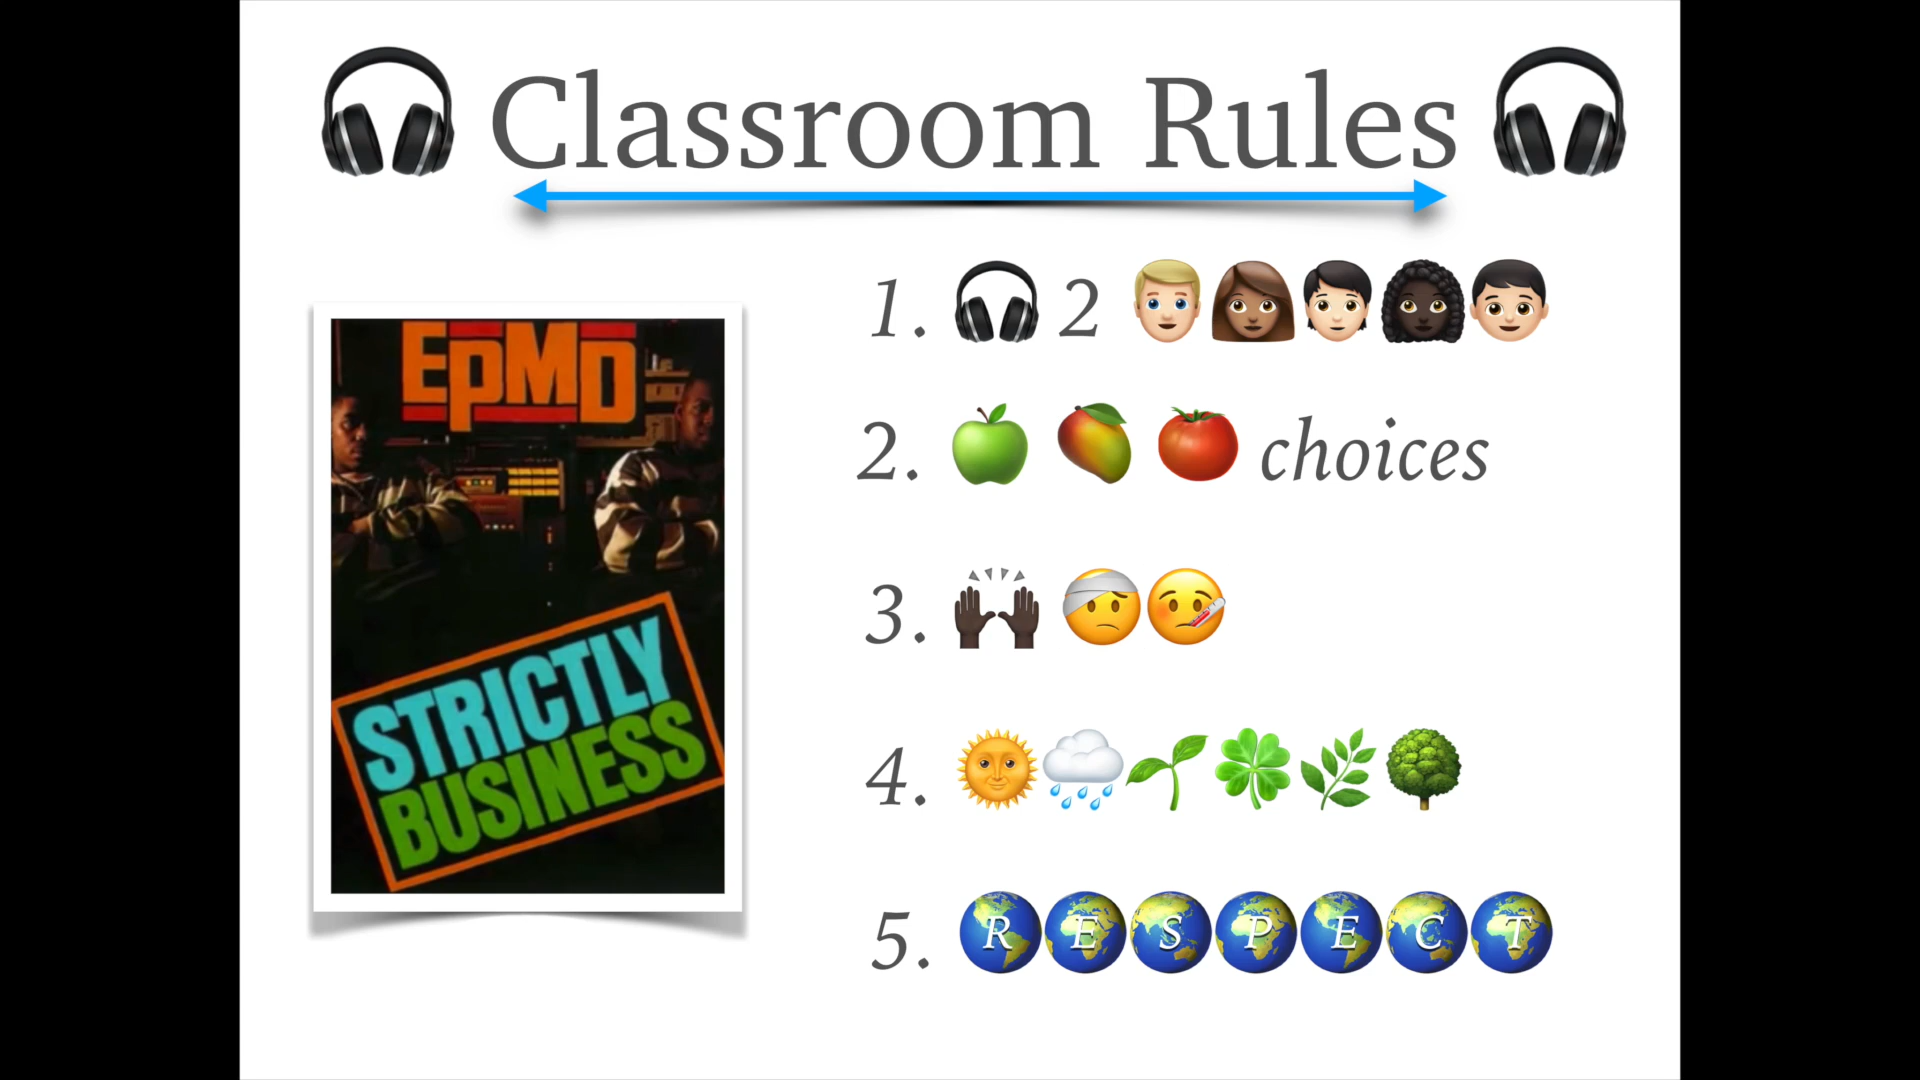 Classroom Rules
EPMD
STRICTLY
BUSINESS
1. 2
2. choices
3.
4.
5. RESPECT